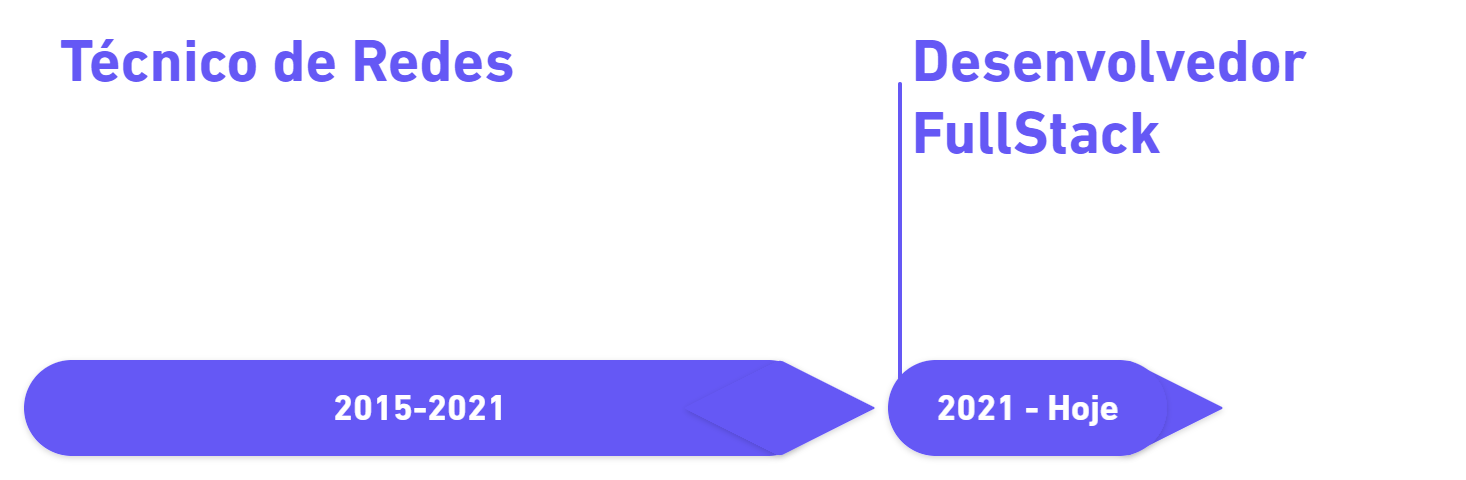 Técnico de Redes
Desenvolvedor
FullStack
2015-2021
2021 - Hoje